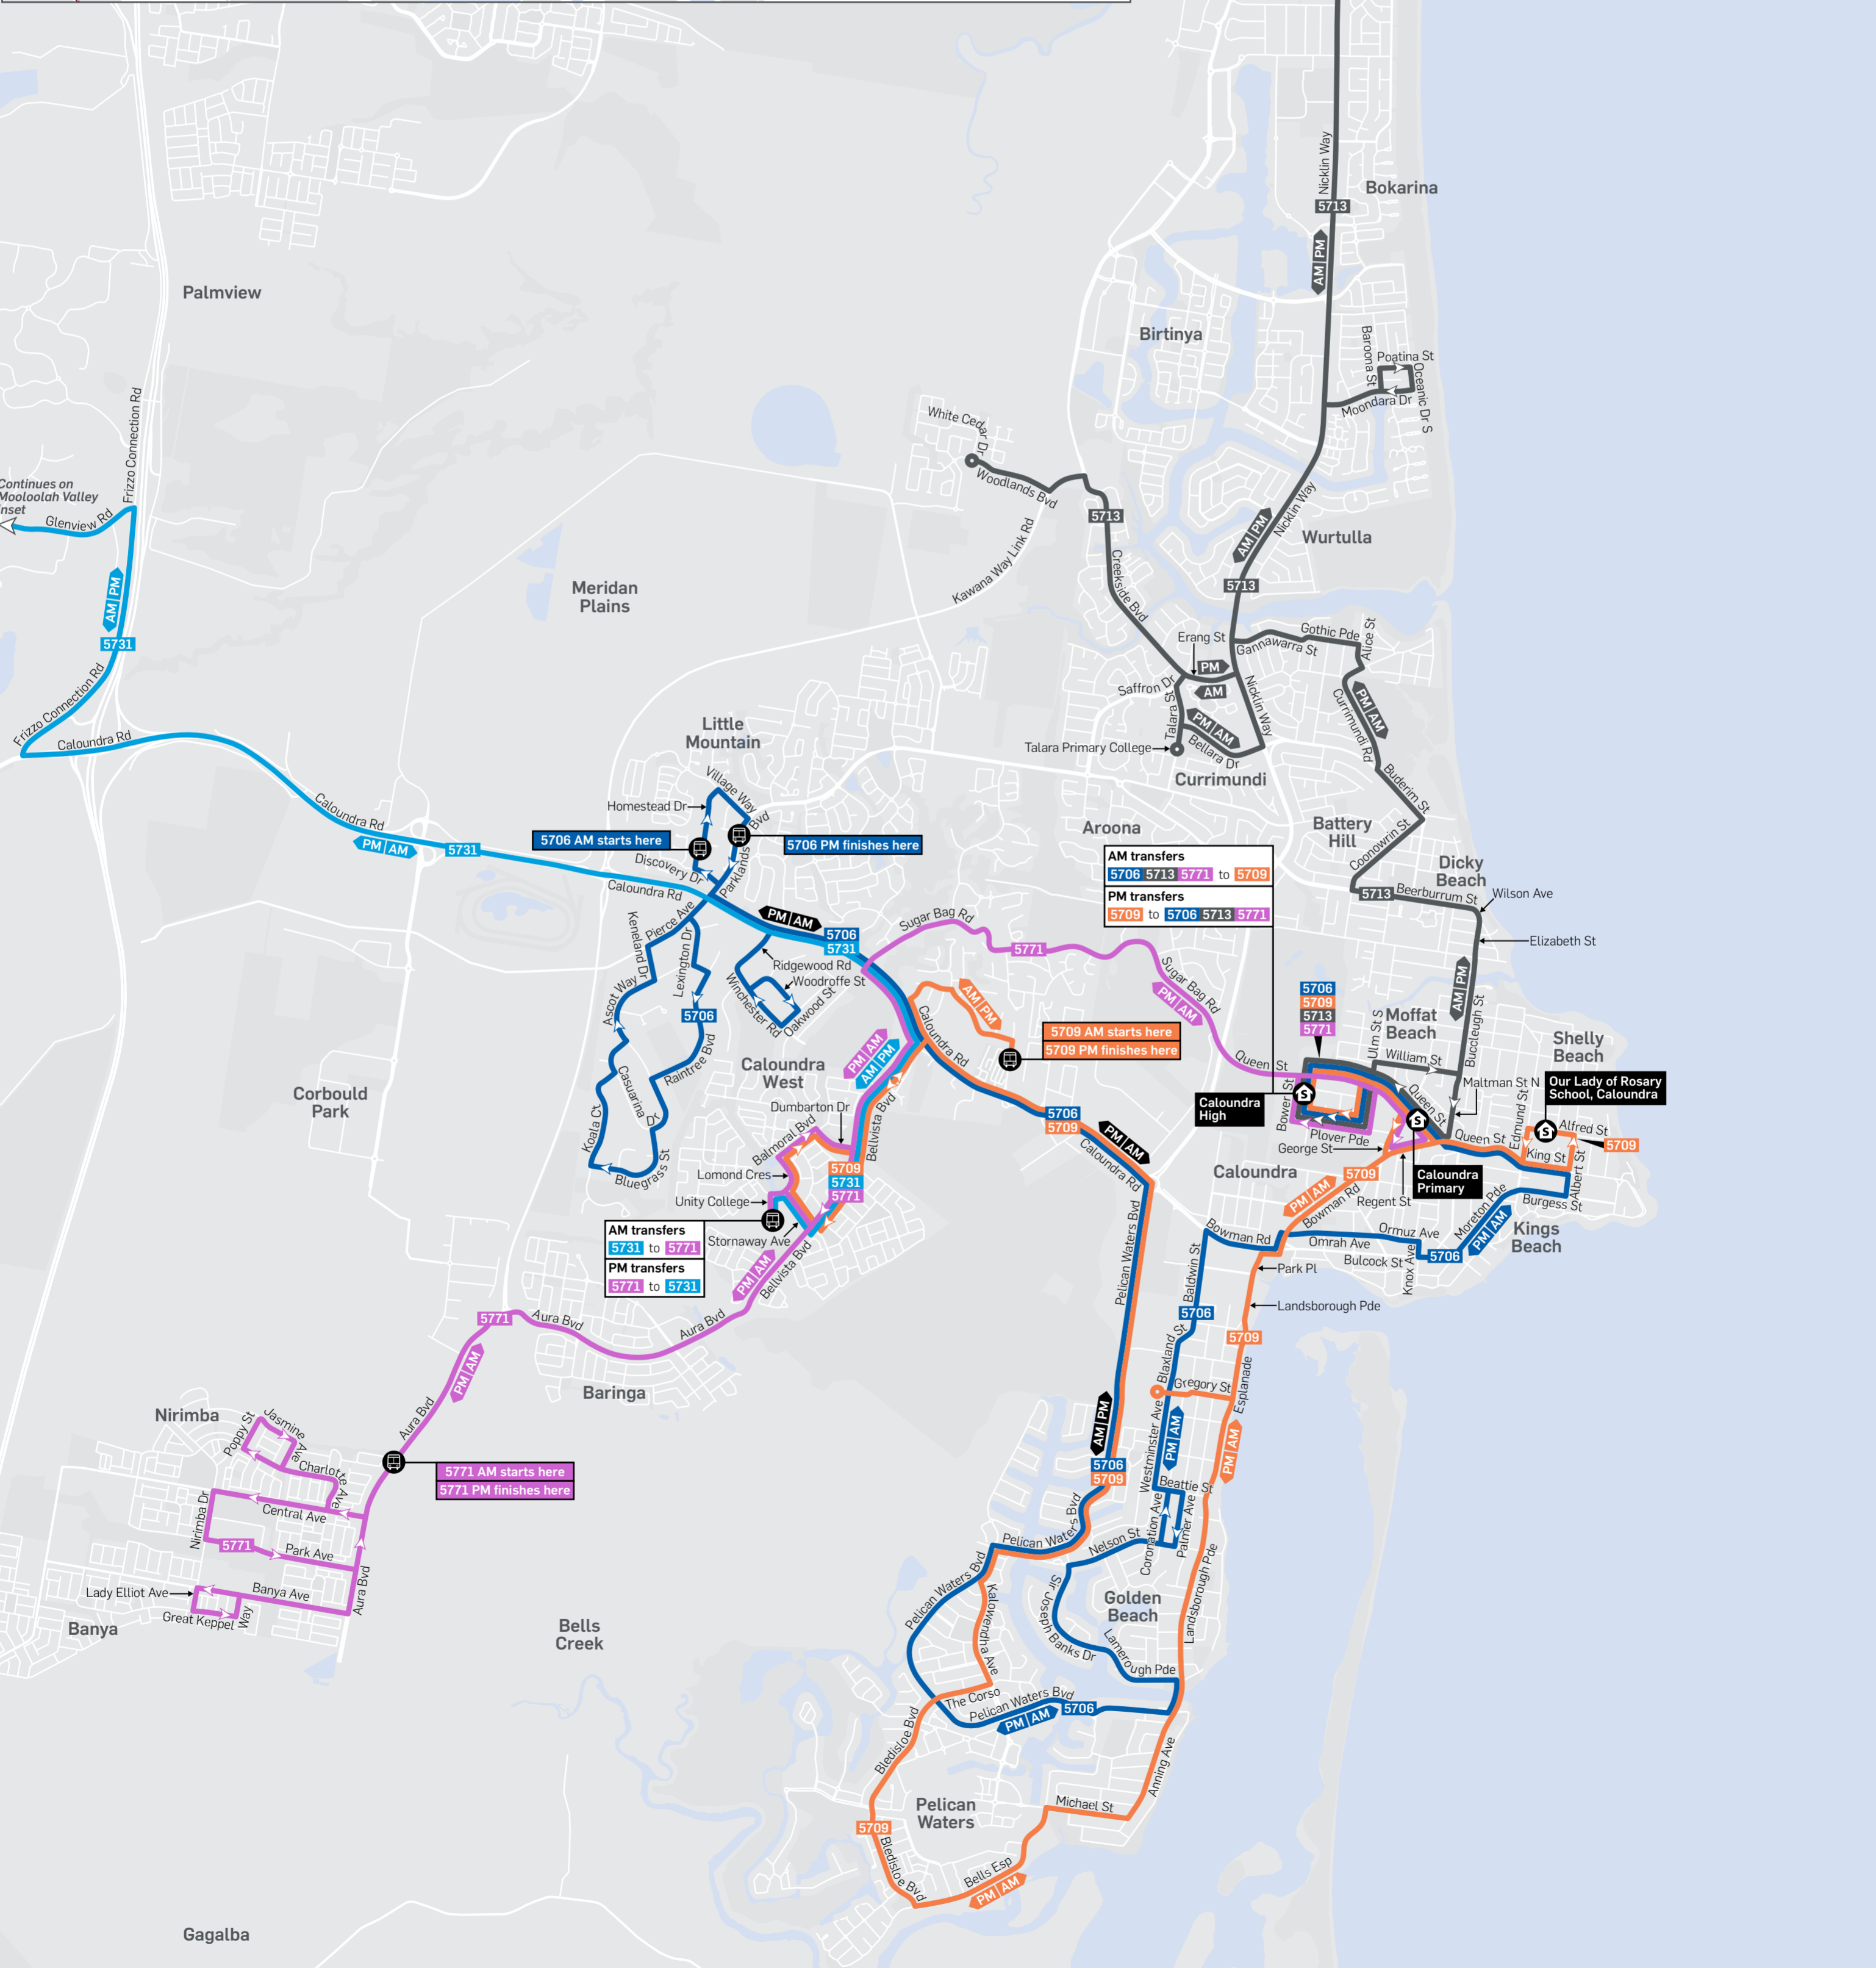 Nicklin Way
Bokarina
5713
AM PM
Palmview
Birtinya
Baroona St
Poatina St
Oceanic Dr S
Moondara Dr
Frizzo Connection Rd
White Cedar Dr
Woodlands Bvd
Continues on
Mooloolah Valley
Inset
Glenview Rd
5713
Nicklin Way
AM PM
Wurtulla
Kawana Way Link Rd
Creekside Bvd
5713
Meridan
Plains
AM PM
5731
Erang St
Gothic Pde
Alice St
Gannawarra St
PM
AM
Saffron Dr
Talara St
Nicklin Way
PM AM
Currimundi Rd
Frizzo Connection Rd
Caloundra Rd
Little
Mountain
PM AM
Talara Primary College
Bellara Dr
Currimundi
Buderim St
Village Way
Homestead Dr
Caloundra Rd
Parklands Bvd
5706 AM starts here
5706 PM finishes here
Aroona
Battery
Hill
Coonowrin St
PM AM
5731
Discovery Dr
Caloundra Rd
AM transfers
5706 5713 5771 to 5709
PM transfers
5709 to 5706 5713 5771
Dicky
Beach
5713
Beerburrum St
Wilson Ave
Pierce Ave
PM AM
5706
5731
Sugar Bag Rd
5771
Elizabeth St
Keneland Dr
Lexington Dr
Ridgewood Rd
Woodroffe St
Winchester Rd
Oakwood St
Sugar Bag Rd
PM AM
AM PM
Ascot Way
5706
AM PM
5706
5709
5713
5771
Ulm St S
Moffat
Beach
Buccleugh St
Raintree Bvd
Caloundra Rd
5709 AM starts here
5709 PM finishes here
Queen St
William St
Shelly
Beach
PM AM
AM PM
Caloundra
West
Casuarina Dr
Corbould
Park
Caloundra
High
Bower St
Queen St
Maltman St N
Our Lady of Rosary
School, Caloundra
Dumbarton Dr
Bellvista Bvd
5706
5709
PM AM
Plover Pde
Edmund St
Alfred St
5709
Koala Ct
Balmoral Bvd
Caloundra Rd
George St
Queen St
King St
Bluegrass St
Lomond Cres
5709
5731
5771
Caloundra
5709
Caloundra
Primary
Albert St
Unity College
PM AM
Bowman Rd
Regent St
Moreton Pde
Burgess St
AM transfers
5731 to 5771
PM transfers
5771 to 5731
Stornaway Ave
PM AM
Bellvista Bvd
Pelican Waters Bvd
Bowman Rd
Ormuz Ave
Omrah Ave
Bulcock St
Knox Ave
5706
PM AM
Kings
Beach
Baldwin St
Park Pl
Landsborough Pde
5706
5771
Aura Bvd
Aura Bvd
5709
PM AM
Baringa
Blaxland St
Gregory St
Esplanade
Nirimba
Poppy St
Jasmine Ave
Aura Bvd
AM PM
Westminster Ave
PM AM
PM AM
Charlotte Ave
5771 AM starts here
5771 PM finishes here
5706
5709
Beattie St
Nirimba Dr
Central Ave
Coronation Ave
Palmer Ave
5771
Park Ave
Pelican Waters Bvd
Nelson St
Landsborough Pde
Lady Elliot Ave
Banya Ave
Aura Bvd
Great Keppel Way
Banya
Bells
Creek
Pelican Waters Bvd
Kalowendha Ave
Sir Joseph Banks Dr
Golden
Beach
Lamerough Pde
The Corso
Pelican Waters Bvd
5706
PM AM
Bledisloe Bvd
Anning Ave
Pelican
Waters
Michael St
5709
Bledisloe Bvd
Bells Esp
PM AM
Gagalba